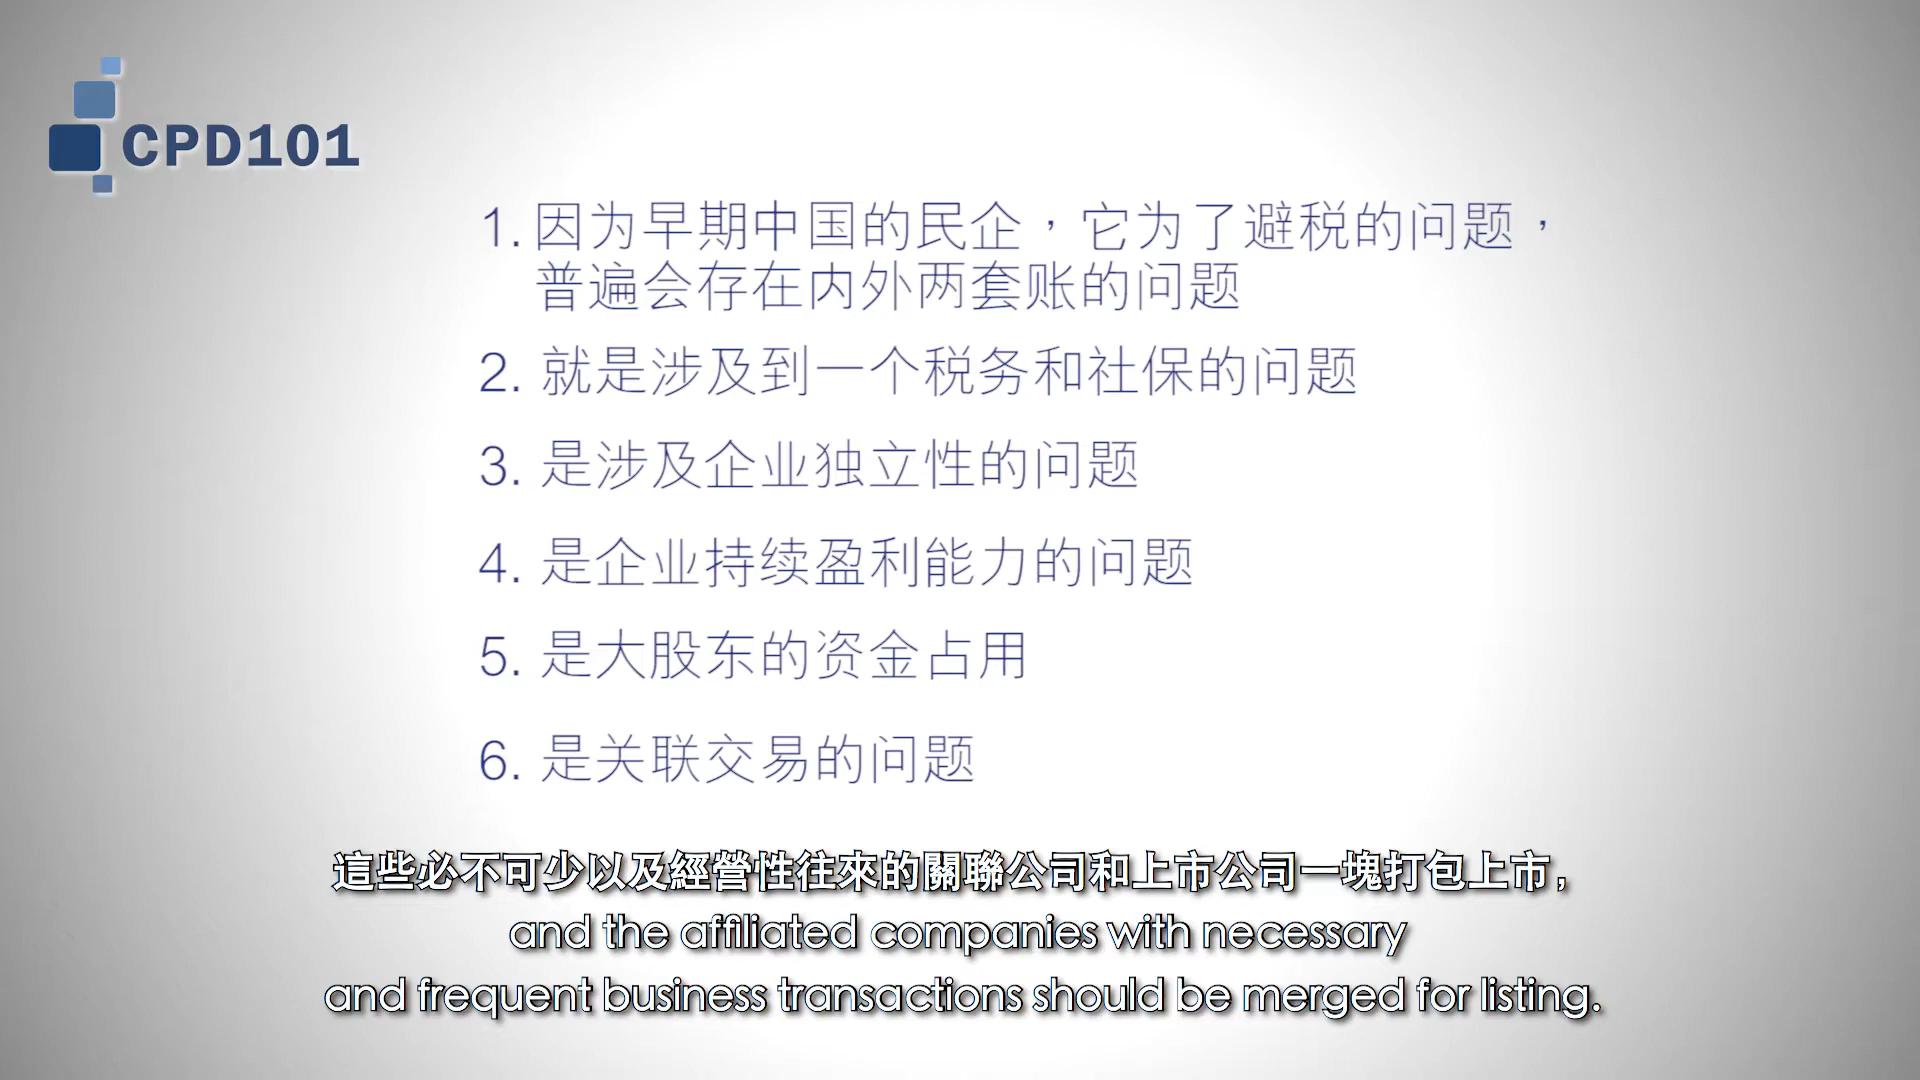 CPD101
1. 因为早期中国的民企，它为了避税的问题，
普遍会存在内外两套账的问题
2. 就是涉及到一个税务和社保的问题
3. 是涉及企业独立性的问题
4. 是企业持续盈利能力的问题
5. 是大股东的资金占用
6. 是关联交易的问题
這些必不可少以及經營性往來的關聯公司和上市公司一塊打包上市，
and the affiliated companies with necessary
and frequent business transactions should be merged for listing.